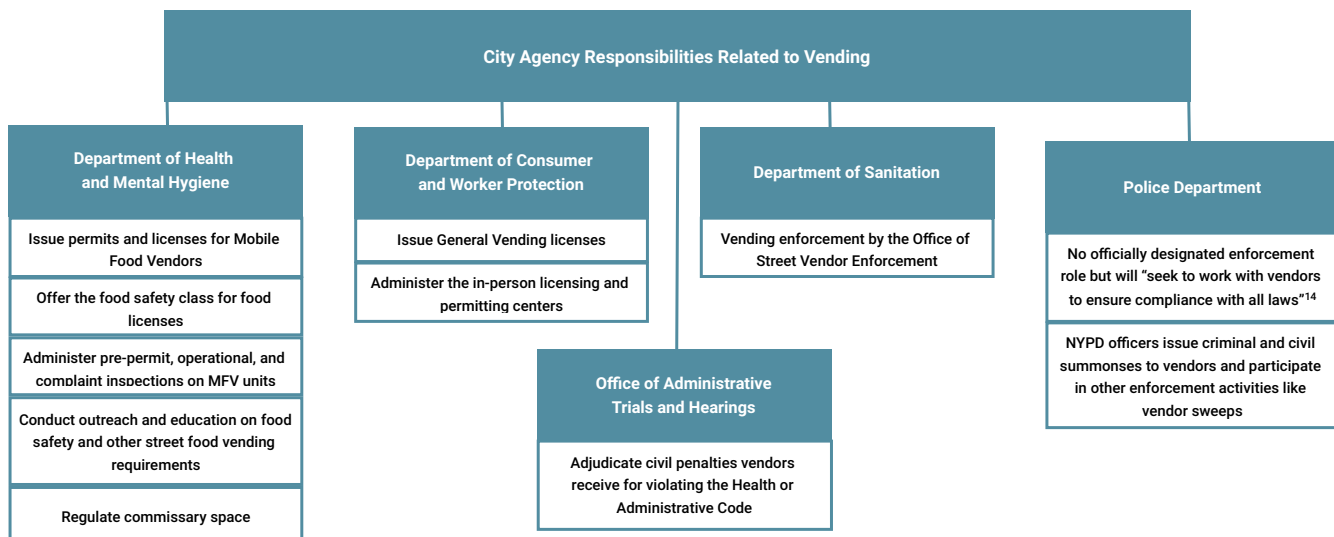 City Agency Responsibilities Related to Vending
Department of Health
and Mental Hygiene
Issue permits and licenses for Mobile
Food Vendors
Offer the food safety class for food
licenses
Administer pre-permit, operational, and
complaint inspections on MFV units
Conduct outreach and education on food
safety and other street food vending
requirements
Regulate commissary space
Department of Consumer
and Worker Protection
Issue General Vending licenses
Administer the in-person licensing and
permitting centers
Office of Administrative
Trials and Hearings
Adjudicate civil penalties vendors
receive for violating the Health or
Administrative Code
Department of Sanitation
Vending enforcement by the Office of
Street Vendor Enforcement
Police Department
No officially designated enforcement
role but will “seek to work with vendors
to ensure compliance with all laws”¹⁴
NYPD officers issue criminal and civil
summonses to vendors and participate
in other enforcement activities like
vendor sweeps